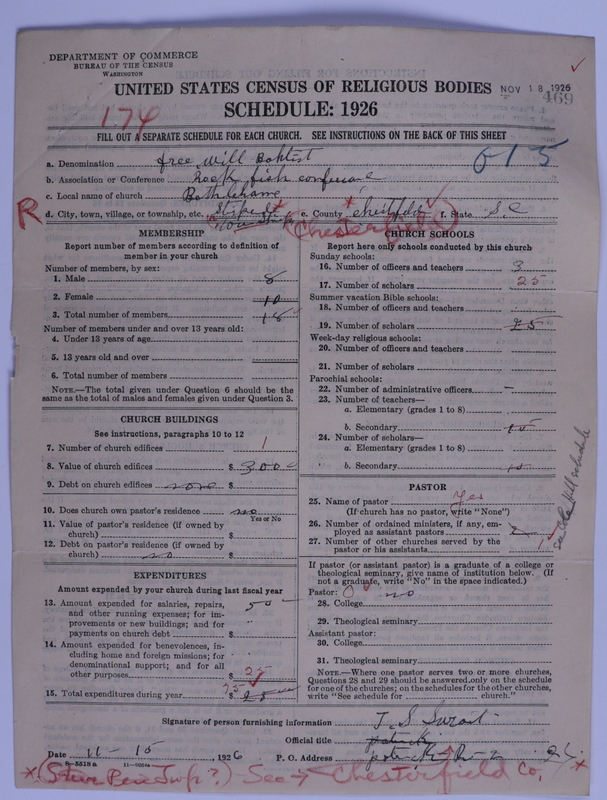 DEPARTMENT OF COMMERCE
BUREAU OF THE CENSUS
WASHINGTON
UNITED STATES CENSUS OF RELIGIOUS BODIES
NOV 18 1926
469
SCHEDULE: 1926
176
FILL OUT A SEPARATE SCHEDULE FOR EACH CHURCH. SEE INSTRUCTIONS ON THE BACK OF THIS SHEET
a. Denomination free Will Babtist 615
b. Association or Conference Rock fish
c. Local name of church Bethlehame
R d. City, town, village, or township, etc. e. County f. State S.C
(Chesterfield)
MEMBERSHIP
Report number of members according to definition of member in your church
Number of members, by sex:
1. Male 8
2. Female 10
3. Total number of members 18
Number of members under and over 13 years old:
4. Under 13 years of age
5. 13 years old and over
6. Total number of members
NOTE.—The total given under Question 6 should be the same as the total of males and females given under Question 3.
CHURCH BUILDINGS
See instructions, paragraphs 10 to 12
7. Number of church edifices 1
8. Value of church edifices $ 300
9. Debt on church edifices none $
10. Does church own pastor's residence no
Yes or No
11. Value of pastor's residence (if owned by church) $
12. Debt on pastor's residence (if owned by church) no $
EXPENDITURES
Amount expended by your church during last fiscal year
13. Amount expended for salaries, repairs, and other running expenses; for improvements or new buildings; and for payments on church debt $ 50
14. Amount expended for benevolences, including home and foreign missions; for denominational support; and for all other purposes $ 25
75
15. Total expenditures during year $ 25
CHURCH SCHOOLS
Report here only schools conducted by this church
Sunday schools:
16. Number of officers and teachers 3
17. Number of scholars 25
Summer vacation Bible schools:
18. Number of officers and teachers
19. Number of scholars 25
Week-day religious schools:
20. Number of officers and teachers
21. Number of scholars
Parochial schools:
22. Number of administrative officers
23. Number of teachers—
a. Elementary (grades 1 to 8)
b. Secondary 15
24. Number of scholars—
a. Elementary (grades 1 to 8)
b. Secondary 15
PASTOR
25. Name of pastor Yes
(If church has no pastor, write "None")
26. Number of ordained ministers, if any, employed as assistant pastors 2
27. Number of other churches served by the pastor or his assistants 1
If pastor (or assistant pastor) is a graduate of a college or theological seminary, give name of institution below. (If not a graduate, write "No" in the space indicated.)
Pastor: no
28. College
29. Theological seminary
Assistant pastor:
30. College
31. Theological seminary
NOTE.—Where one pastor serves two or more churches, Questions 28 and 29 should be answered only on the schedule for one of the churches; on the schedules for the other churches, write "See schedule for church."
Signature of person furnishing information J. S.
Official title
Date 11-15, 1926 P. O. Address
8-5318a
See → Chesterfield Co.